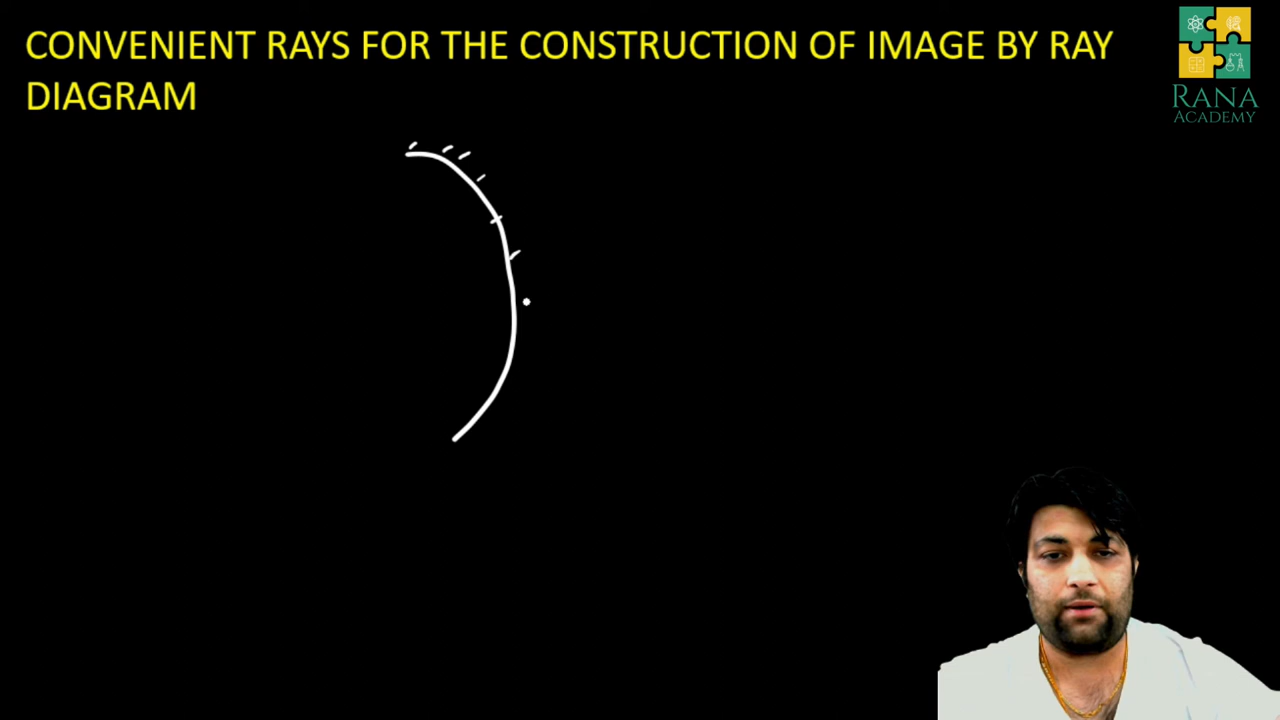 CONVENIENT RAYS FOR THE CONSTRUCTION OF IMAGE BY RAY
DIAGRAM
RANA
ACADEMY